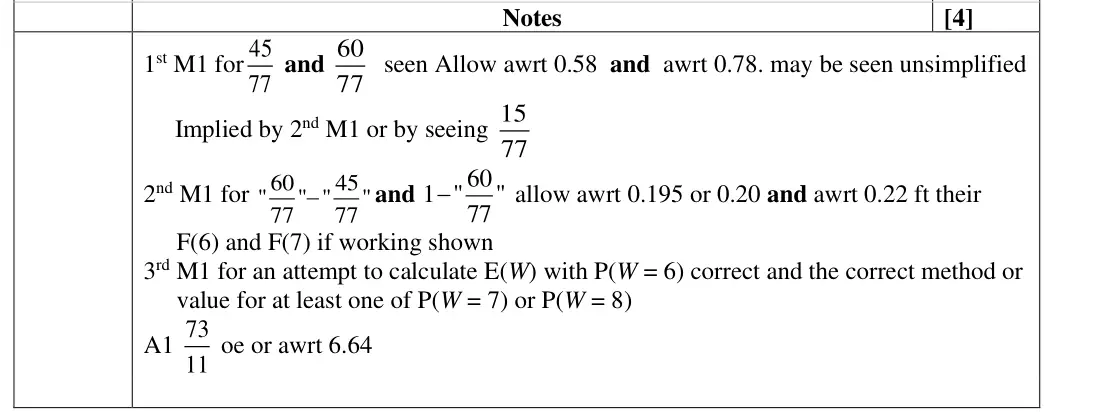 Notes [4]
1st M1 for 45/77 and 60/77 seen Allow awrt 0.58 and awrt 0.78. may be seen unsimplified
Implied by 2nd M1 or by seeing 15/77
2nd M1 for "60/77"–"45/77" and 1–"60/77" allow awrt 0.195 or 0.20 and awrt 0.22 ft their
F(6) and F(7) if working shown
3rd M1 for an attempt to calculate E(W) with P(W = 6) correct and the correct method or
value for at least one of P(W = 7) or P(W = 8)
A1 73/11 oe or awrt 6.64